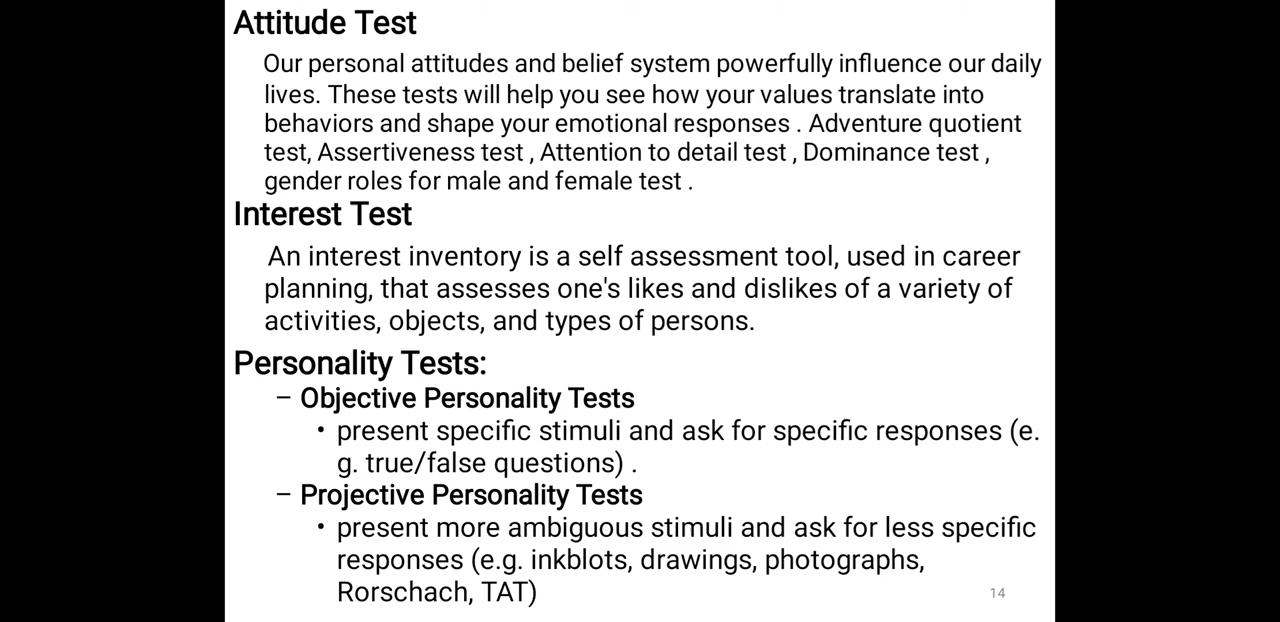 Attitude Test
Our personal attitudes and belief system powerfully influence our daily
lives. These tests will help you see how your values translate into
behaviors and shape your emotional responses . Adventure quotient
test, Assertiveness test , Attention to detail test , Dominance test ,
gender roles for male and female test .
Interest Test
An interest inventory is a self assessment tool, used in career
planning, that assesses one's likes and dislikes of a variety of
activities, objects, and types of persons.
Personality Tests:
– Objective Personality Tests
• present specific stimuli and ask for specific responses (e.
g. true/false questions) .
– Projective Personality Tests
• present more ambiguous stimuli and ask for less specific
responses (e.g. inkblots, drawings, photographs,
Rorschach, TAT)
14